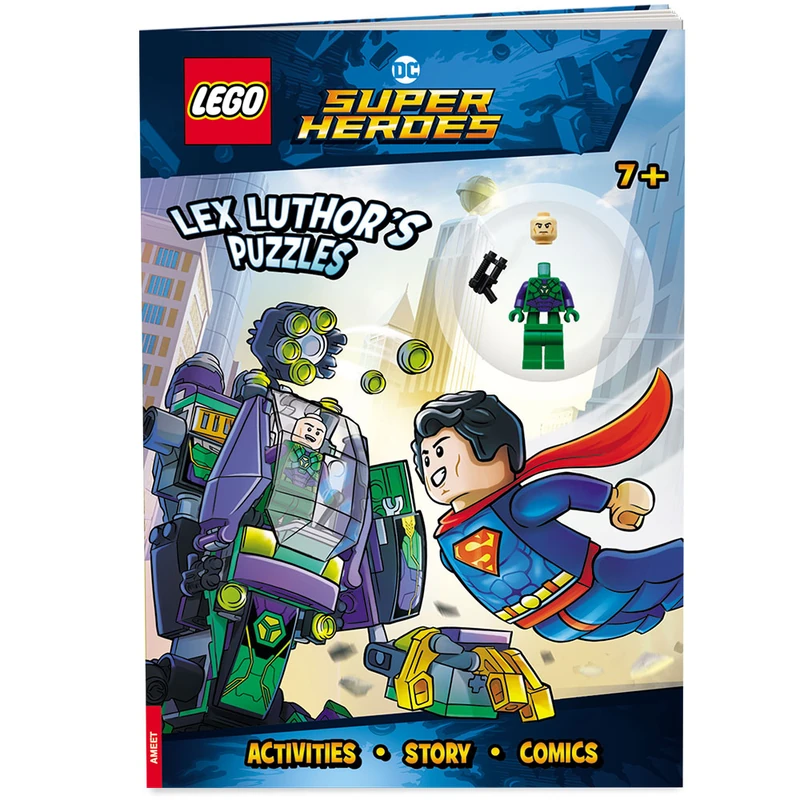 LEGO
DC
SUPER
HEROES
7+
LEX LUTHOR'S
PUZZLES
S
ACTIVITIES • STORY • COMICS
AMEET